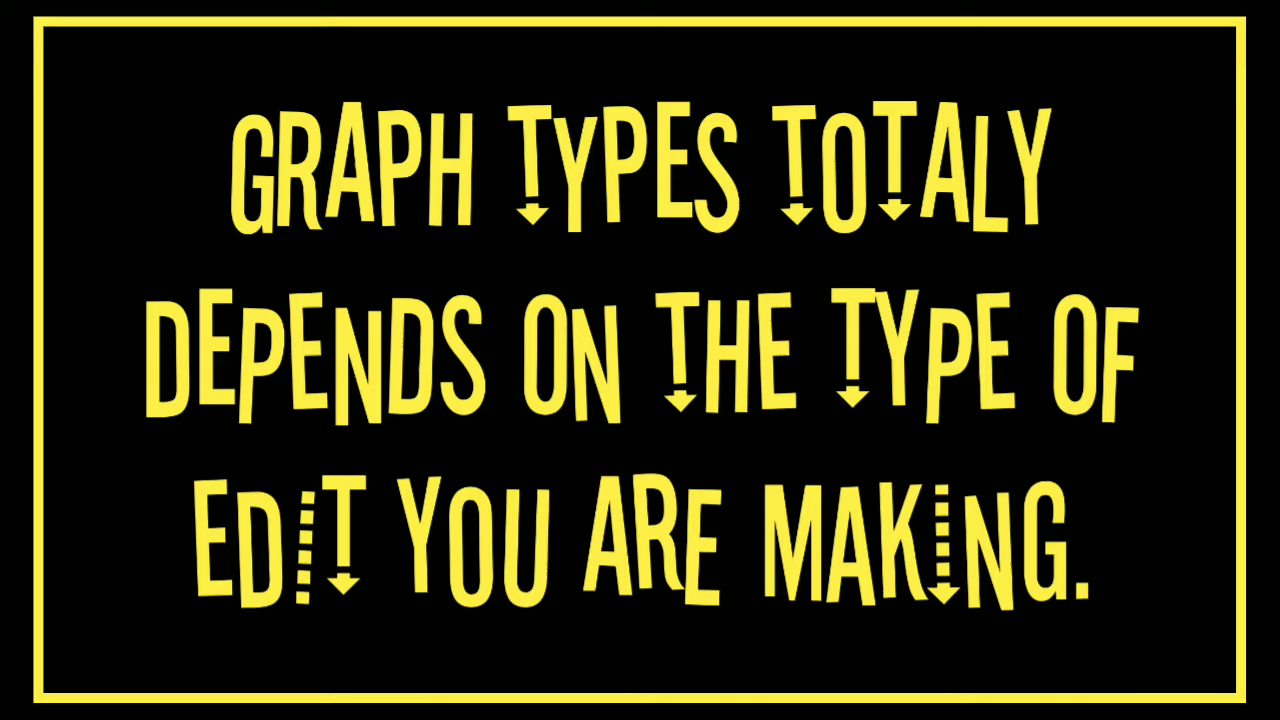 GRAPH TYPES TOTALY
DEPENDS ON THE TYPE OF
EDIT YOU ARE MAKING.